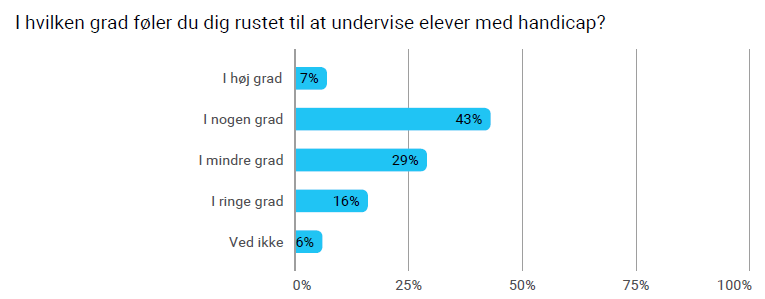 I hvilken grad føler du dig rustet til at undervise elever med handicap?
I høj grad 7%
I nogen grad 43%
I mindre grad 29%
I ringe grad 16%
Ved ikke 6%
0% 25% 50% 75% 100%